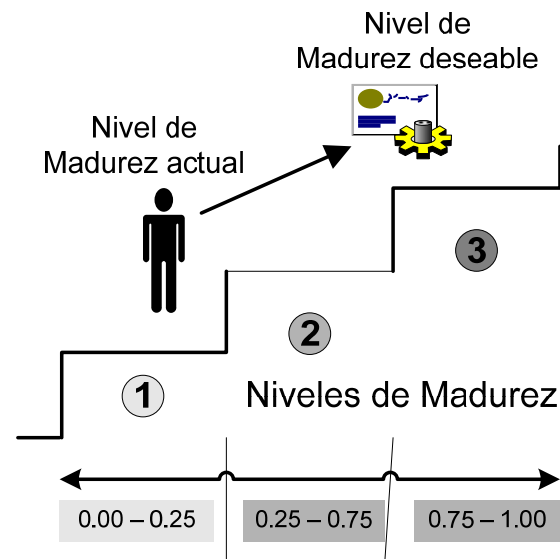 Nivel de
Madurez deseable
Nivel de
Madurez actual
3
2
1
Niveles de Madurez
0.00 – 0.25
0.25 – 0.75
0.75 – 1.00